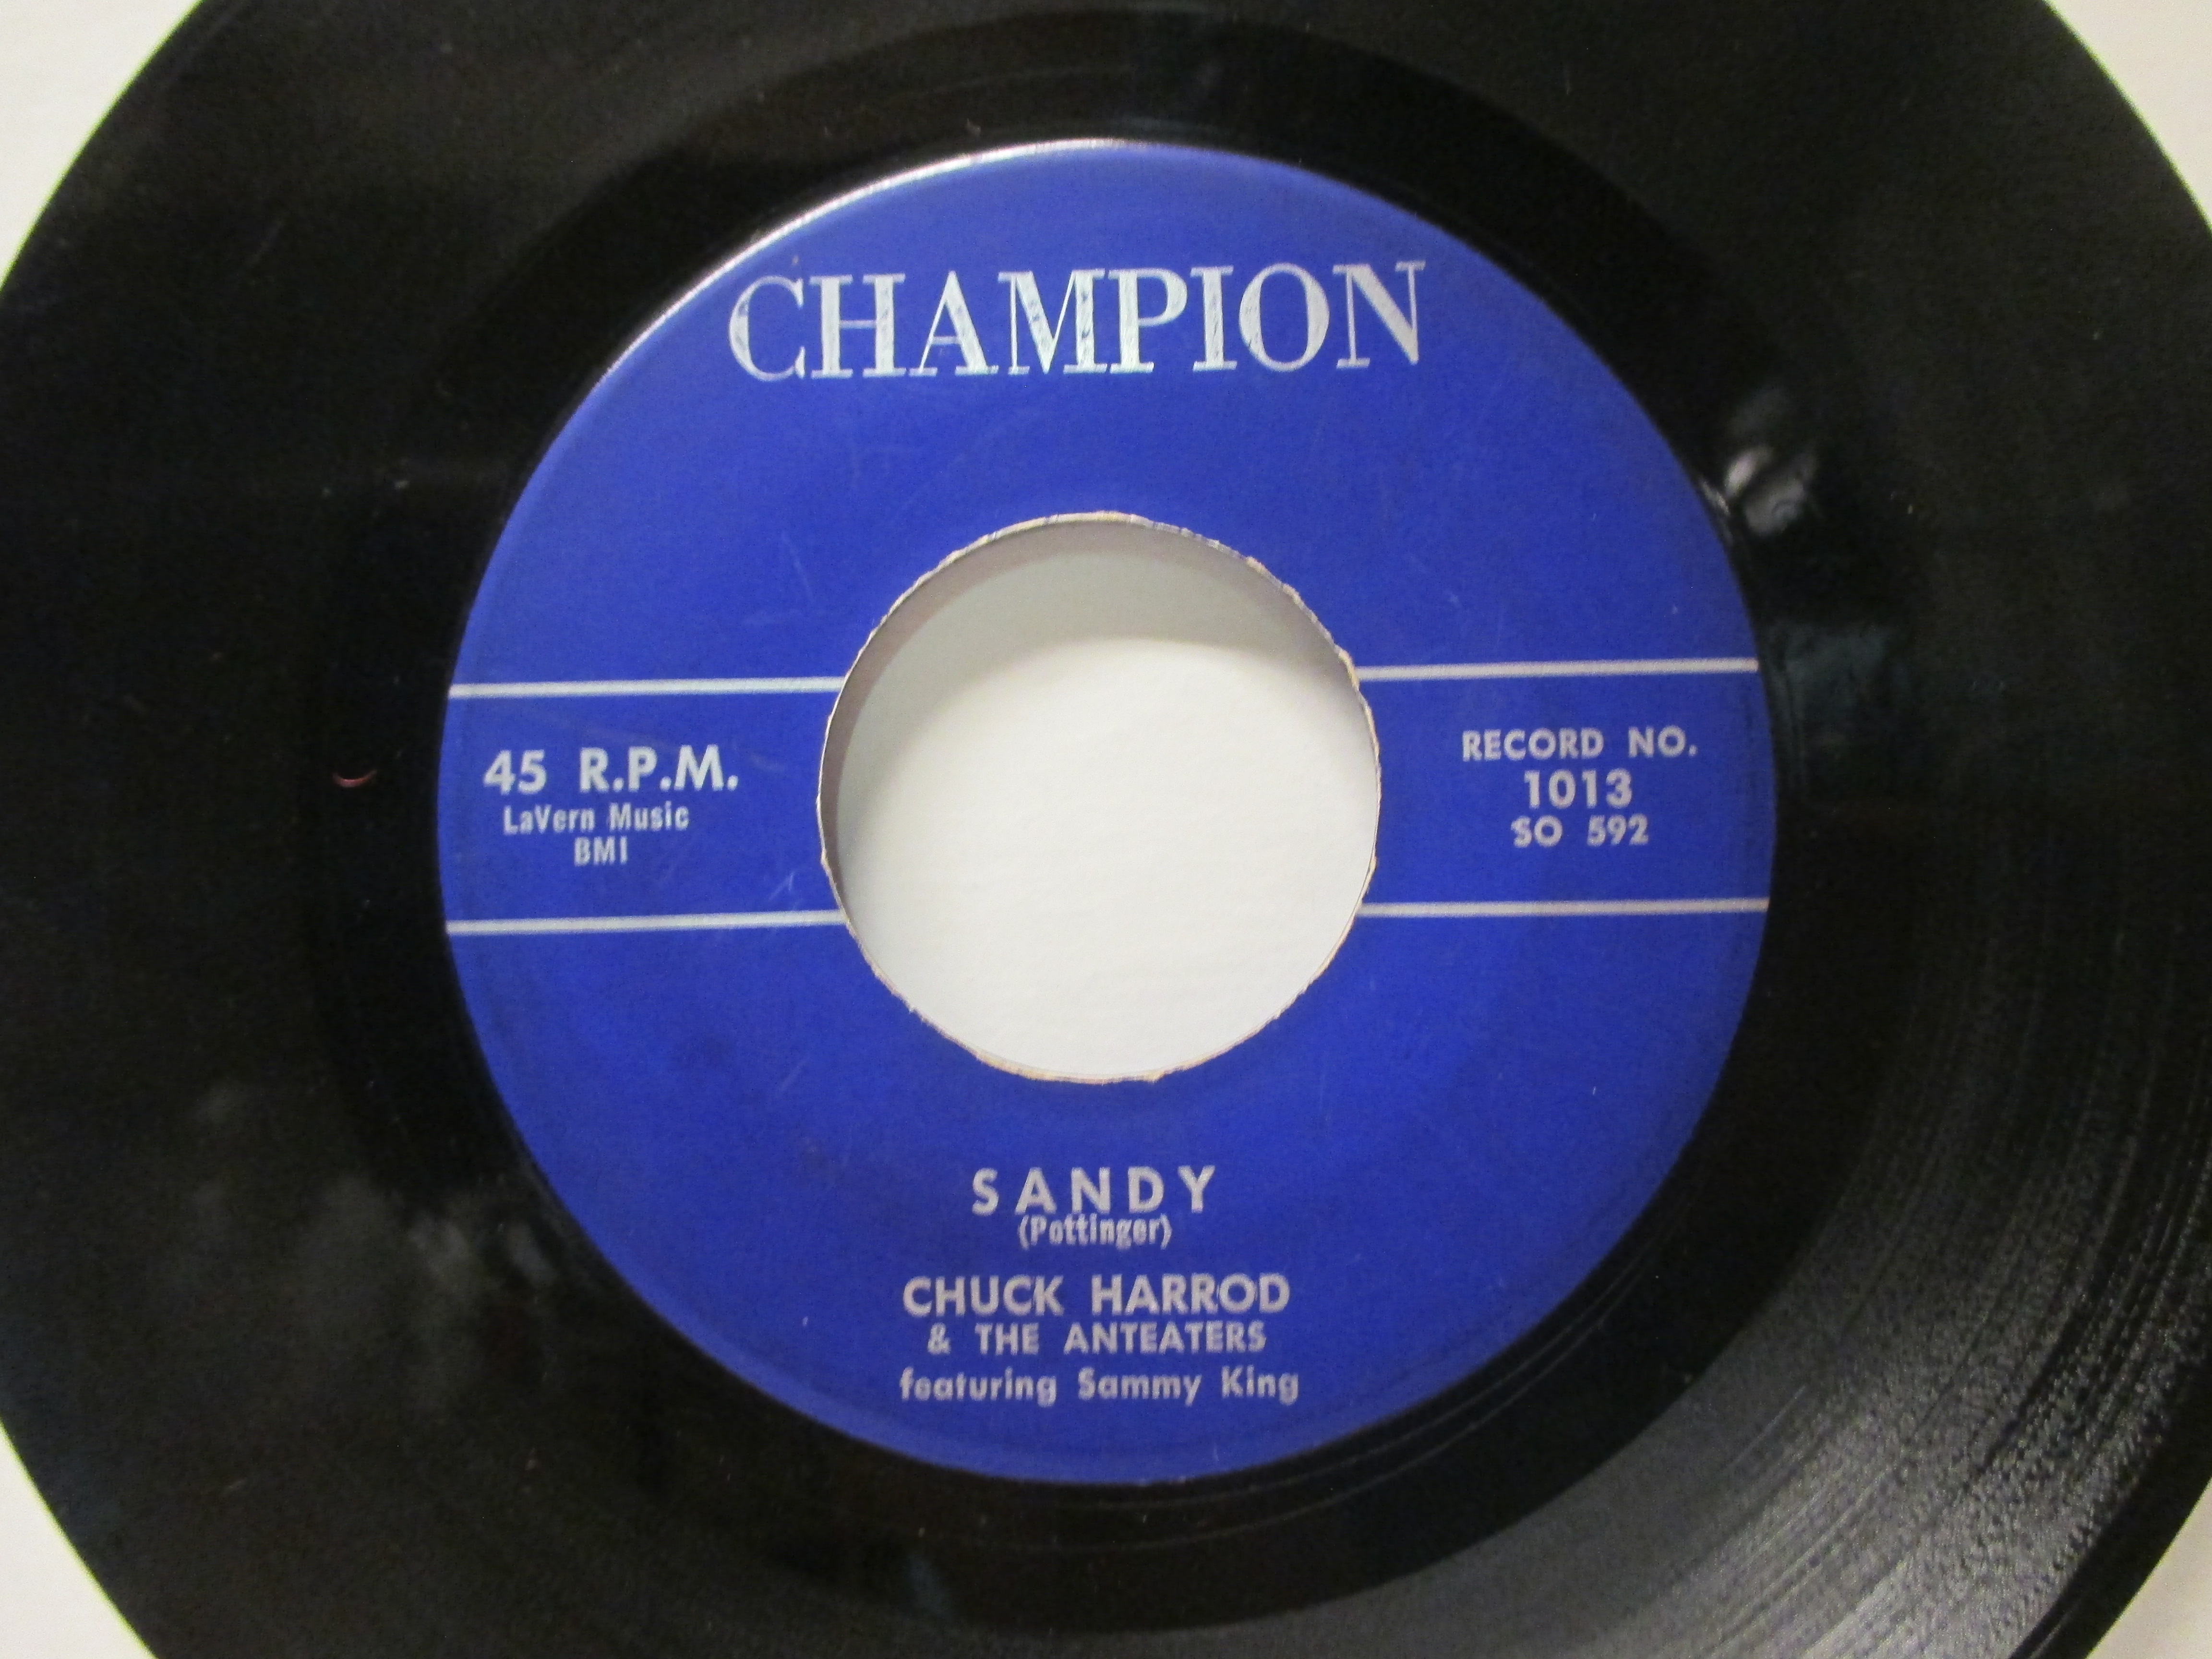 CHAMPION
45 R.P.M.
LaVern Music
BMI
RECORD NO.
1013
SO 592
SANDY
(Pottinger)
CHUCK HARROD
& THE ANTEATERS
featuring Sammy King